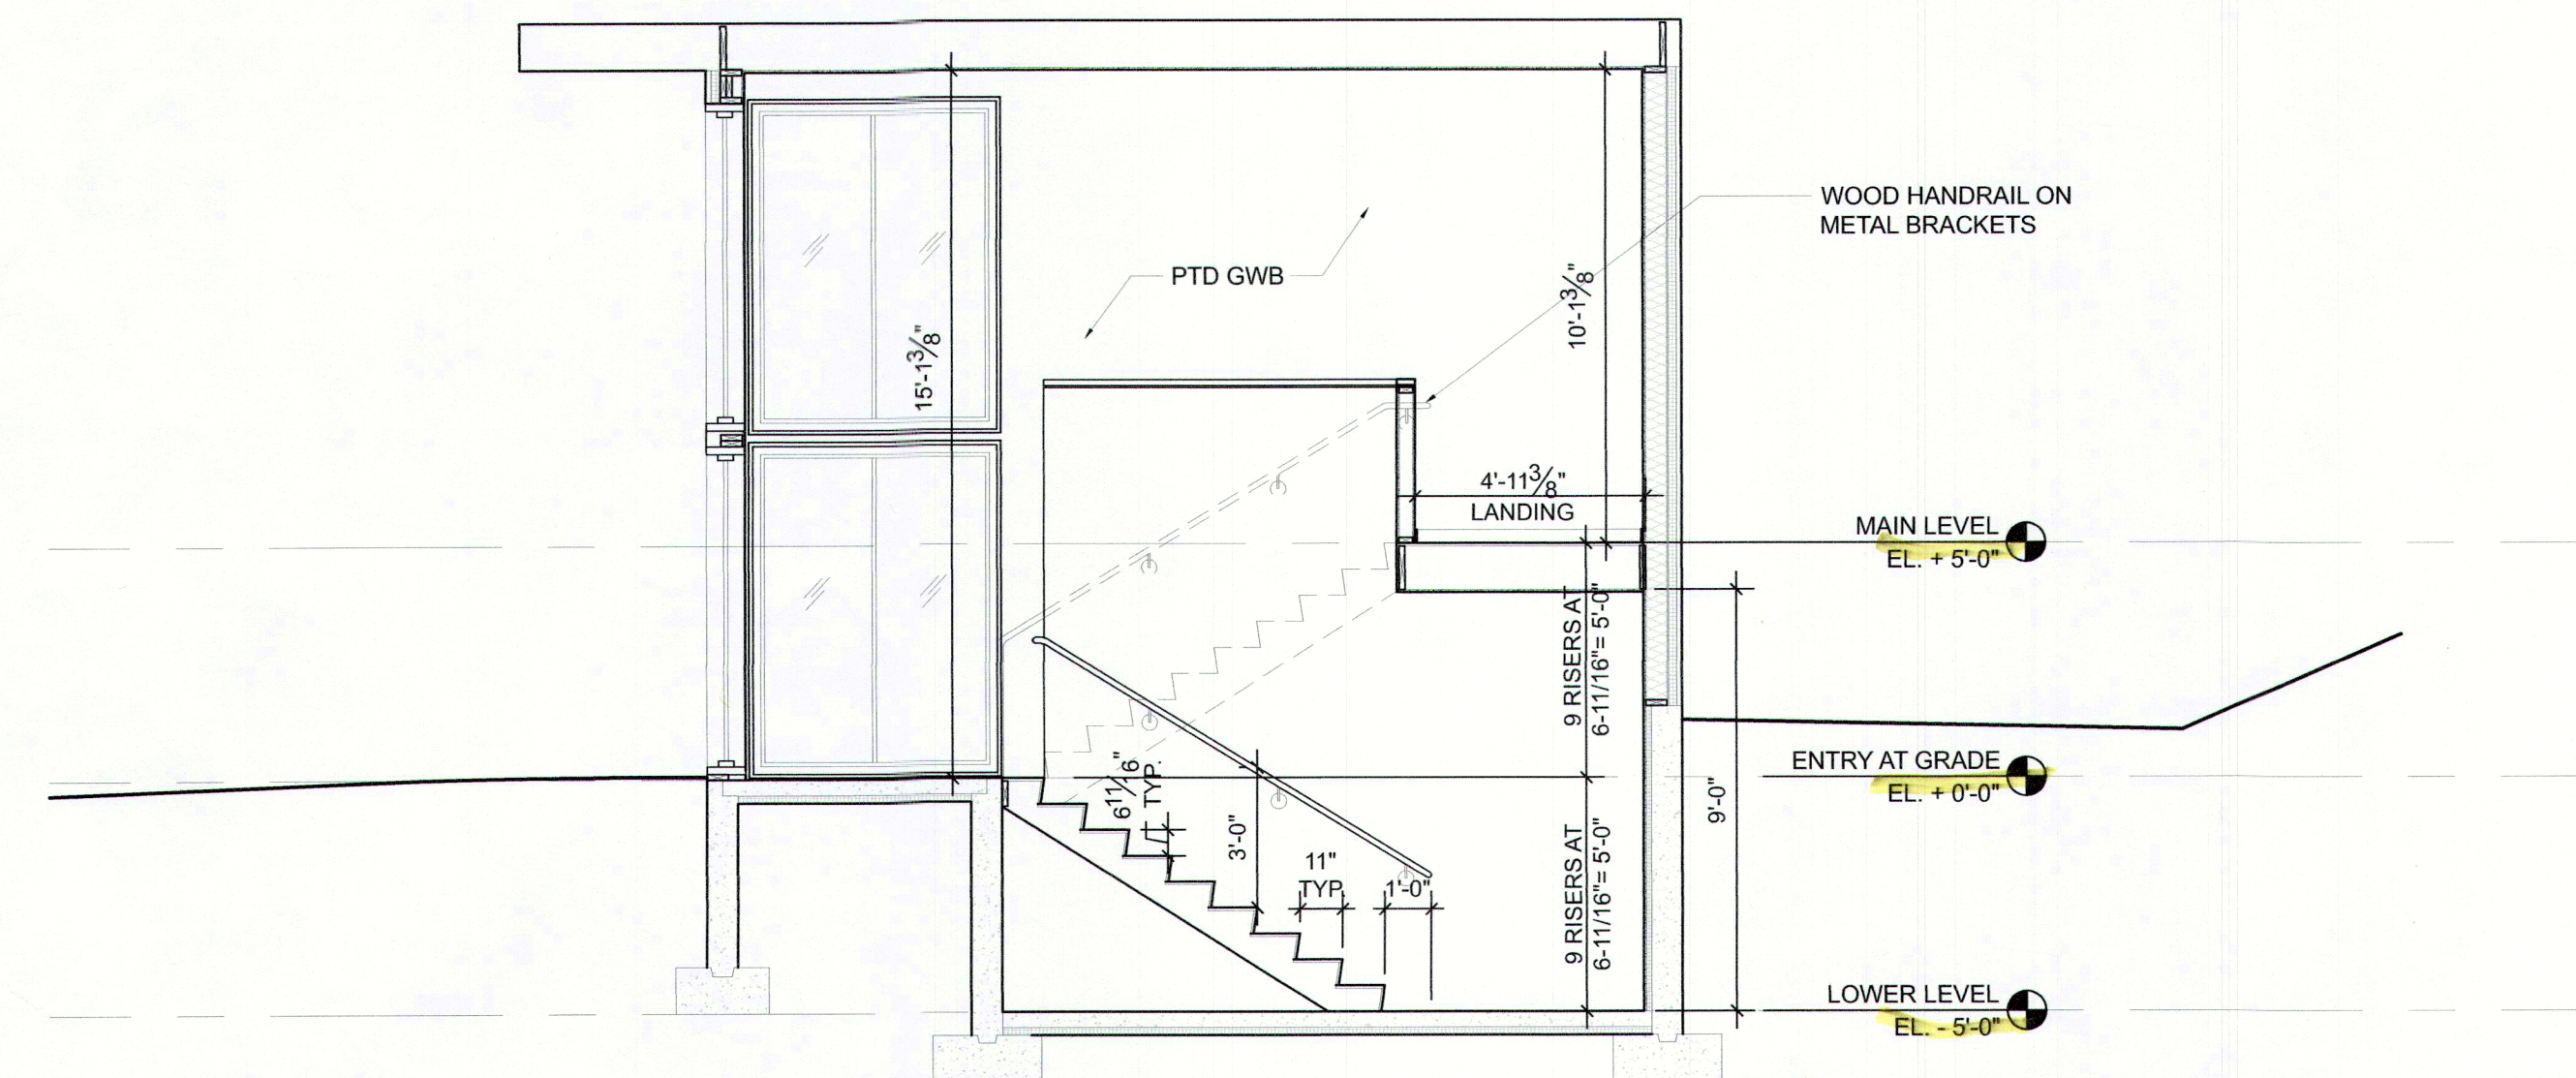 WOOD HANDRAIL ON
METAL BRACKETS
PTD GWB
10'-1 3/8"
15'-1 3/8"
4'-11 3/8"
LANDING
MAIN LEVEL
EL. + 5'-0"
9 RISERS AT
6-11/16"= 5'-0"
6 11/16"
TYP.
ENTRY AT GRADE
EL. + 0'-0"
9'-0"
3'-0"
11"
TYP.
1'-0"
9 RISERS AT
6-11/16"= 5'-0"
LOWER LEVEL
EL. - 5'-0"